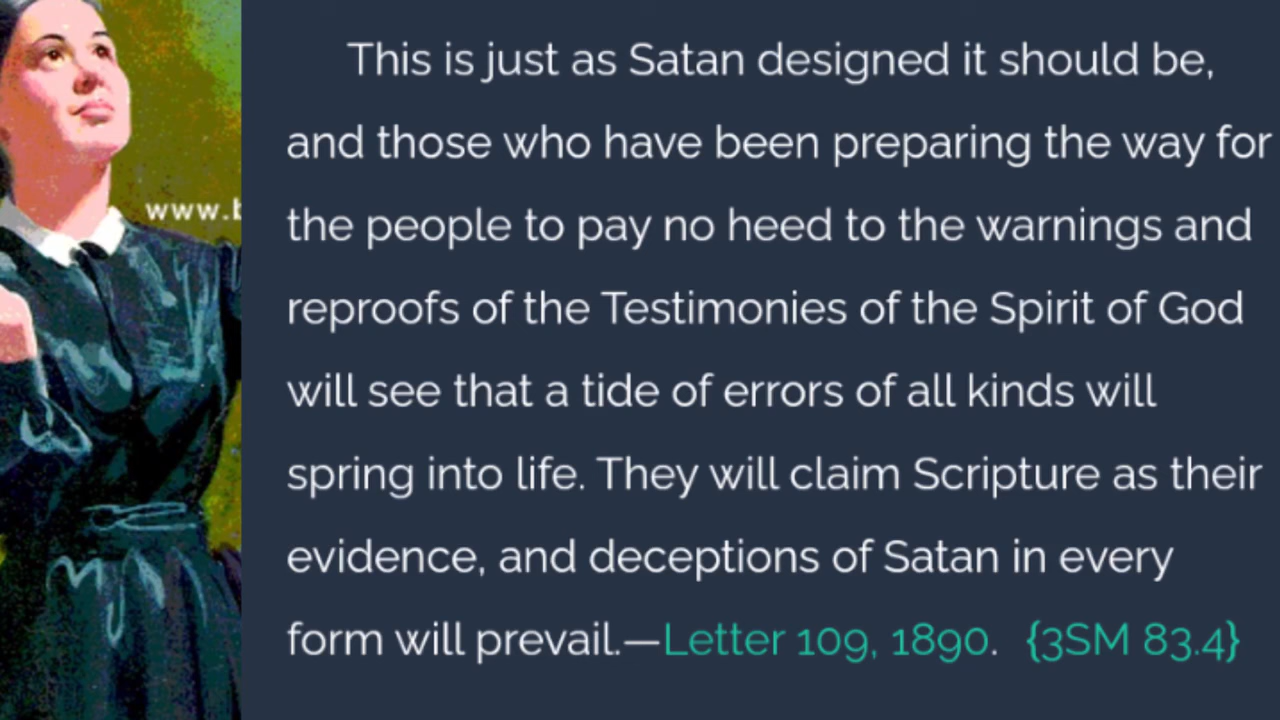 This is just as Satan designed it should be,
and those who have been preparing the way for
the people to pay no heed to the warnings and
reproofs of the Testimonies of the Spirit of God
will see that a tide of errors of all kinds will
spring into life. They will claim Scripture as their
evidence, and deceptions of Satan in every
form will prevail.—Letter 109, 1890. {3SM 83.4}
www.